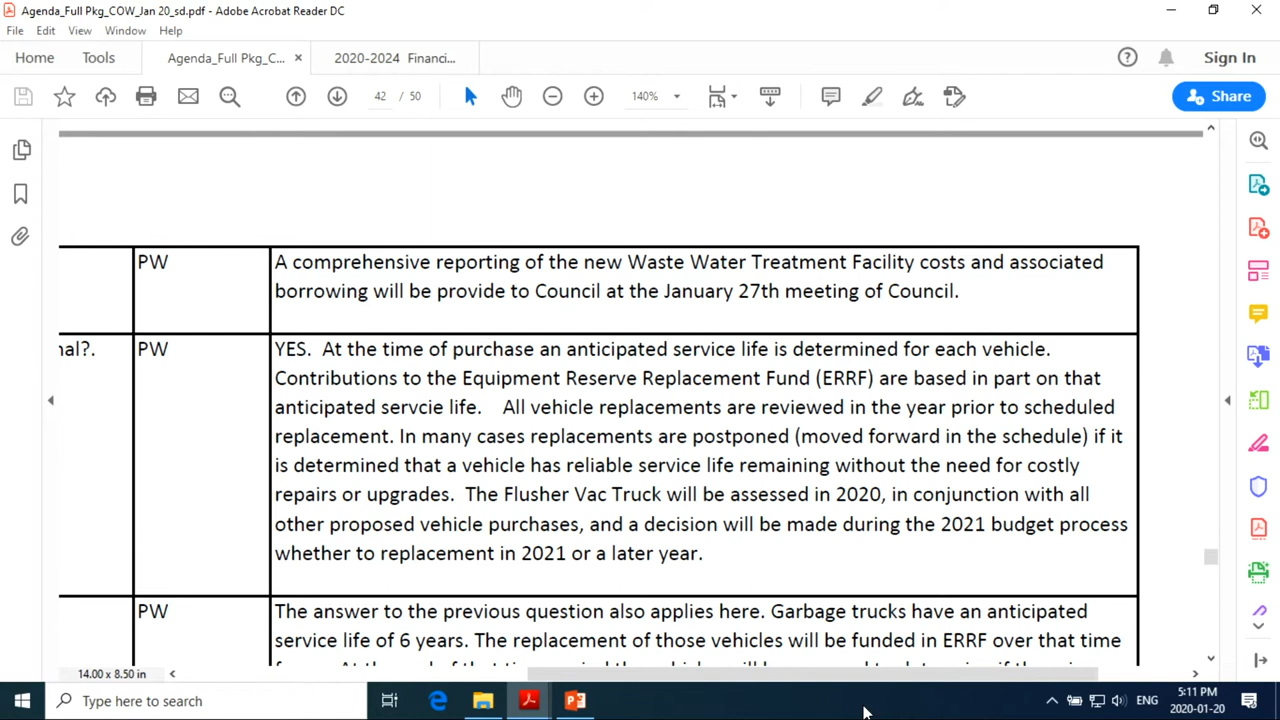 Agenda_Full Pkg_COW_Jan 20_sd.pdf - Adobe Acrobat Reader DC
File Edit View Window Help
Home Tools Agenda_Full Pkg_C... × 2020-2024 Financi... Sign In
42 / 50 140% Share
PW A comprehensive reporting of the new Waste Water Treatment Facility costs and associated
borrowing will be provide to Council at the January 27th meeting of Council.
nal?. PW YES. At the time of purchase an anticipated service life is determined for each vehicle.
Contributions to the Equipment Reserve Replacement Fund (ERRF) are based in part on that
anticipated servcie life. All vehicle replacements are reviewed in the year prior to scheduled
replacement. In many cases replacements are postponed (moved forward in the schedule) if it
is determined that a vehicle has reliable service life remaining without the need for costly
repairs or upgrades. The Flusher Vac Truck will be assessed in 2020, in conjunction with all
other proposed vehicle purchases, and a decision will be made during the 2021 budget process
whether to replacement in 2021 or a later year.
PW The answer to the previous question also applies here. Garbage trucks have an anticipated
service life of 6 years. The replacement of those vehicles will be funded in ERRF over that time
14.00 x 8.50 in
Type here to search ENG 5:11 PM
2020-01-20